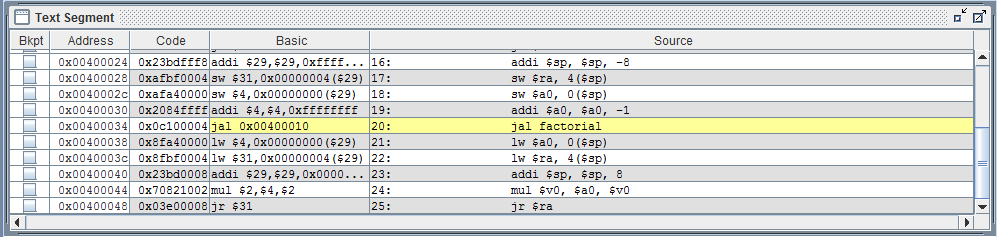 Text Segment
Bkpt Address Code Basic Source
0x00400024 0x23bdfff8 addi $29,$29,0xffff... 16: addi $sp, $sp, -8
0x00400028 0xafbf0004 sw $31,0x00000004($29) 17: sw $ra, 4($sp)
0x0040002c 0xafa40000 sw $4,0x00000000($29) 18: sw $a0, 0($sp)
0x00400030 0x2084ffff addi $4,$4,0xffffffff 19: addi $a0, $a0, -1
0x00400034 0x0c100004 jal 0x00400010 20: jal factorial
0x00400038 0x8fa40000 lw $4,0x00000000($29) 21: lw $a0, 0($sp)
0x0040003c 0x8fbf0004 lw $31,0x00000004($29) 22: lw $ra, 4($sp)
0x00400040 0x23bd0008 addi $29,$29,0x0000... 23: addi $sp, $sp, 8
0x00400044 0x70821002 mul $2,$4,$2 24: mul $v0, $a0, $v0
0x00400048 0x03e00008 jr $31 25: jr $ra